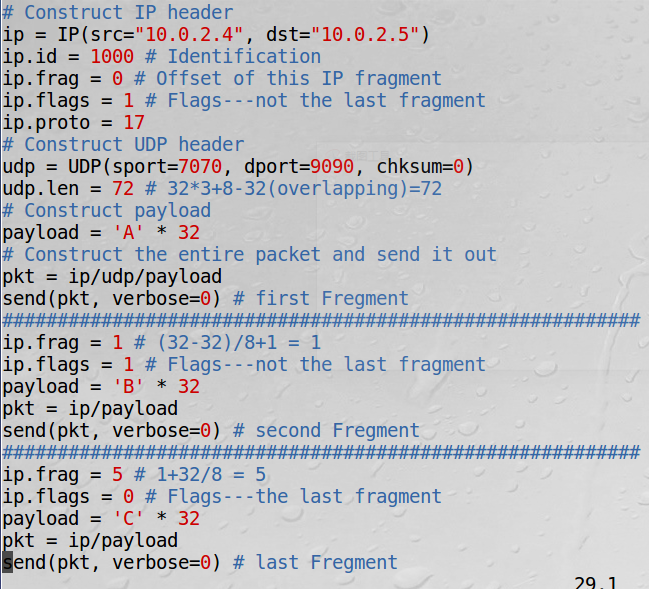 # Construct IP header
ip = IP(src="10.0.2.4", dst="10.0.2.5")
ip.id = 1000 # Identification
ip.frag = 0 # Offset of this IP fragment
ip.flags = 1 # Flags---not the last fragment
ip.proto = 17
# Construct UDP header
udp = UDP(sport=7070, dport=9090, chksum=0)
udp.len = 72 # 32*3+8-32(overlapping)=72
# Construct payload
payload = 'A' * 32
# Construct the entire packet and send it out
pkt = ip/udp/payload
send(pkt, verbose=0) # first Fregment
##########################################################
ip.frag = 1 # (32-32)/8+1 = 1
ip.flags = 1 # Flags---not the last fragment
payload = 'B' * 32
pkt = ip/payload
send(pkt, verbose=0) # second Fregment
##########################################################
ip.frag = 5 # 1+32/8 = 5
ip.flags = 0 # Flags---the last fragment
payload = 'C' * 32
pkt = ip/payload
send(pkt, verbose=0) # last Fregment
29,1